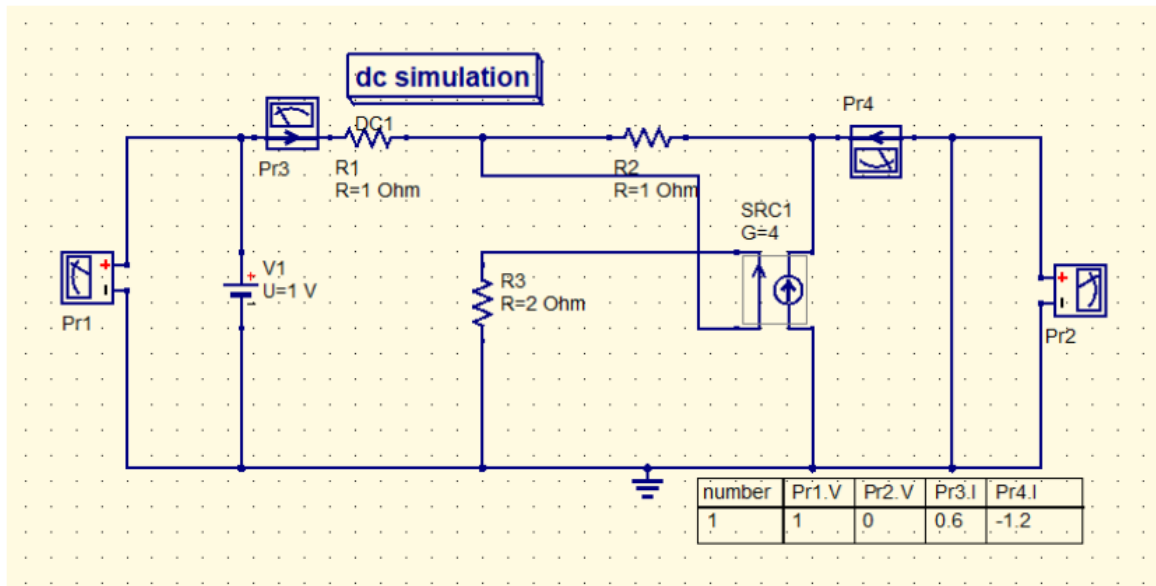 dc simulation
DC1
Pr4
Pr3
R1
R=1 Ohm
R2
R=1 Ohm
SRC1
G=4
+
V1
U=1 V
+
-
Pr1
R3
R=2 Ohm
+
Pr2
number Pr1.V Pr2.V Pr3.I Pr4.I
1 1 0 0.6 -1.2